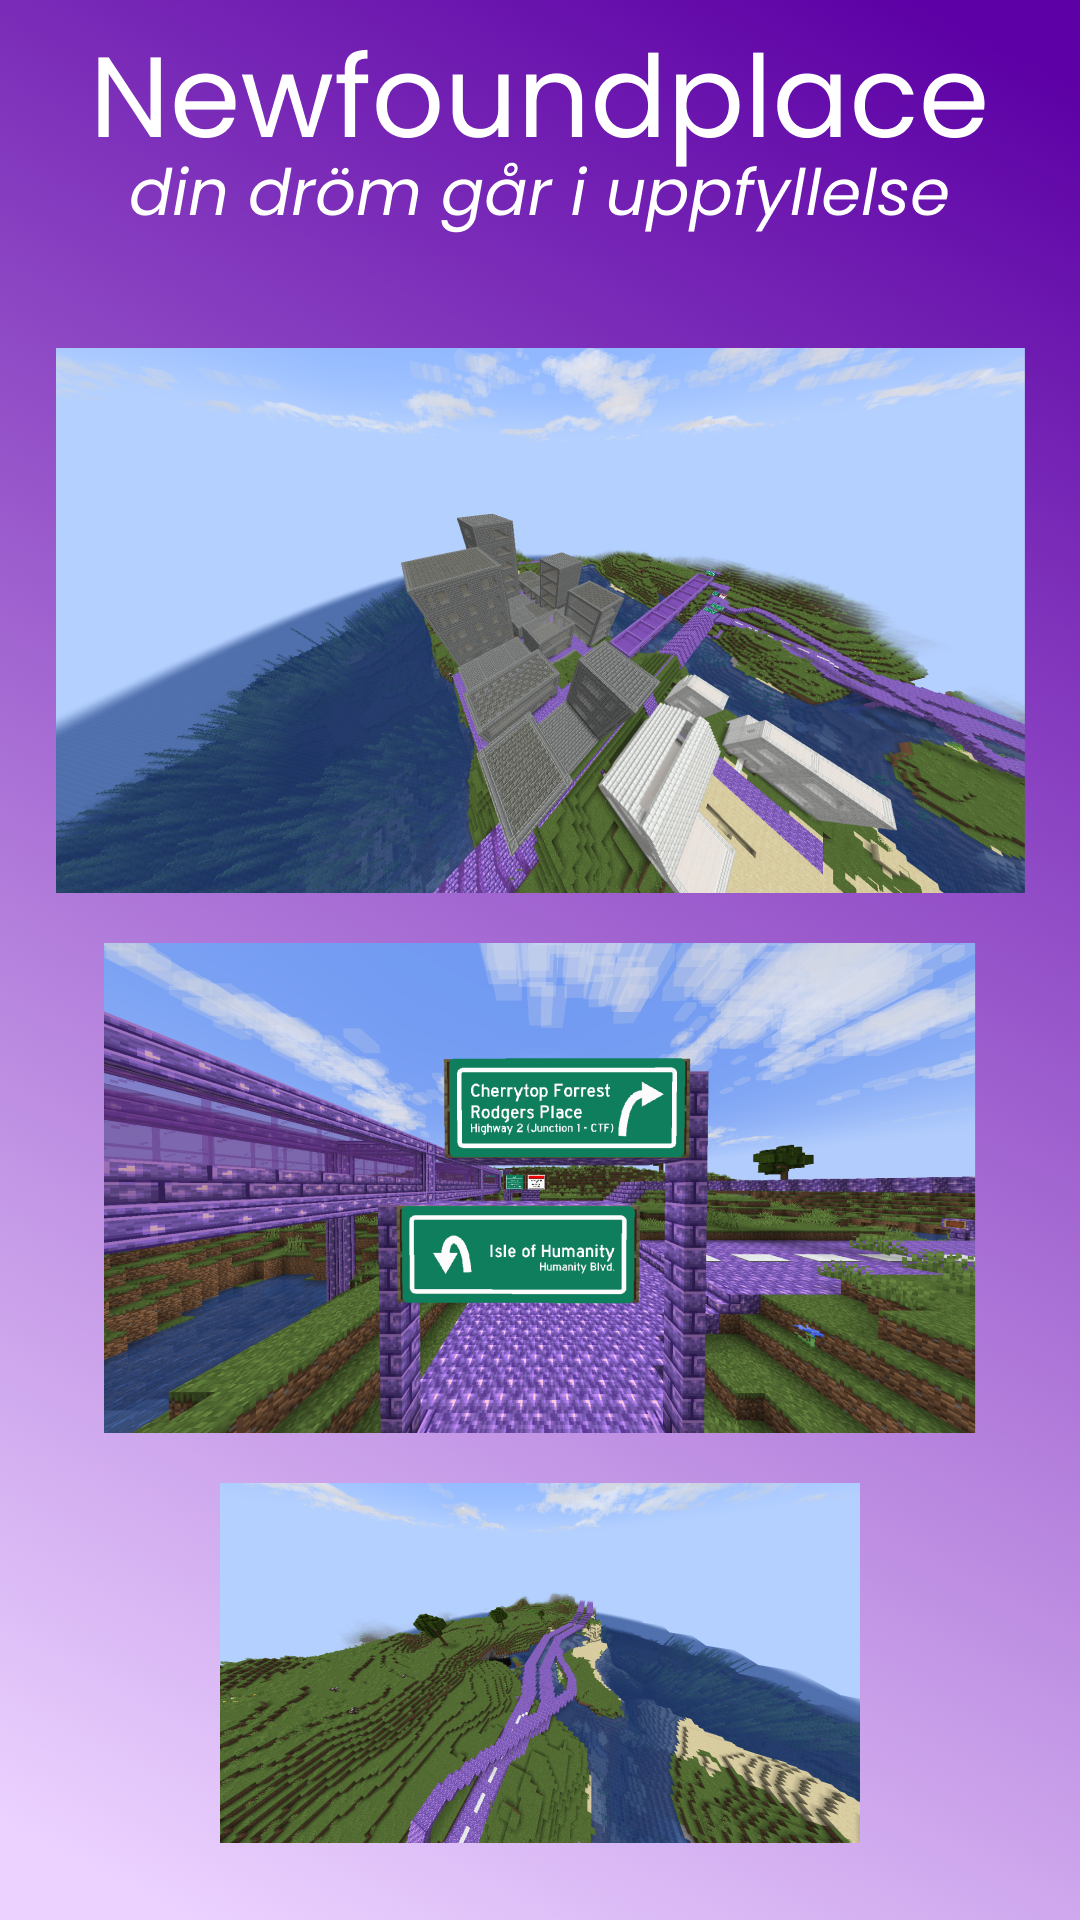 Newfoundplace
din dröm går i uppfyllelse
Cherrytop Forrest
Rodgers Place
Highway 2 (Junction 1 - CTF)
Isle of Humanity
Humanity Blvd.